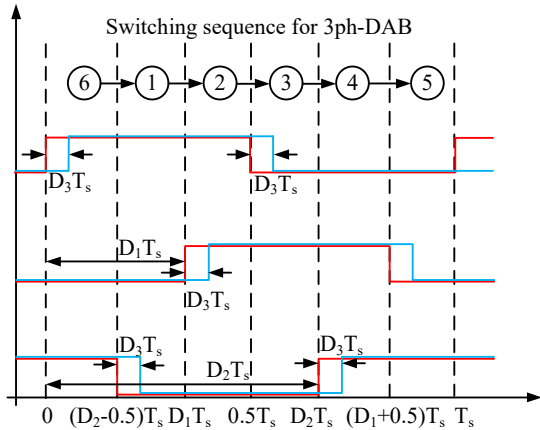 Switching sequence for 3ph-DAB
6 1 2 3 4 5
D₃Tₛ D₃Tₛ
D₁Tₛ
D₃Tₛ
D₃Tₛ D₃Tₛ
D₂Tₛ
0 (D₂-0.5)Tₛ D₁Tₛ 0.5Tₛ D₂Tₛ (D₁+0.5)Tₛ Tₛ